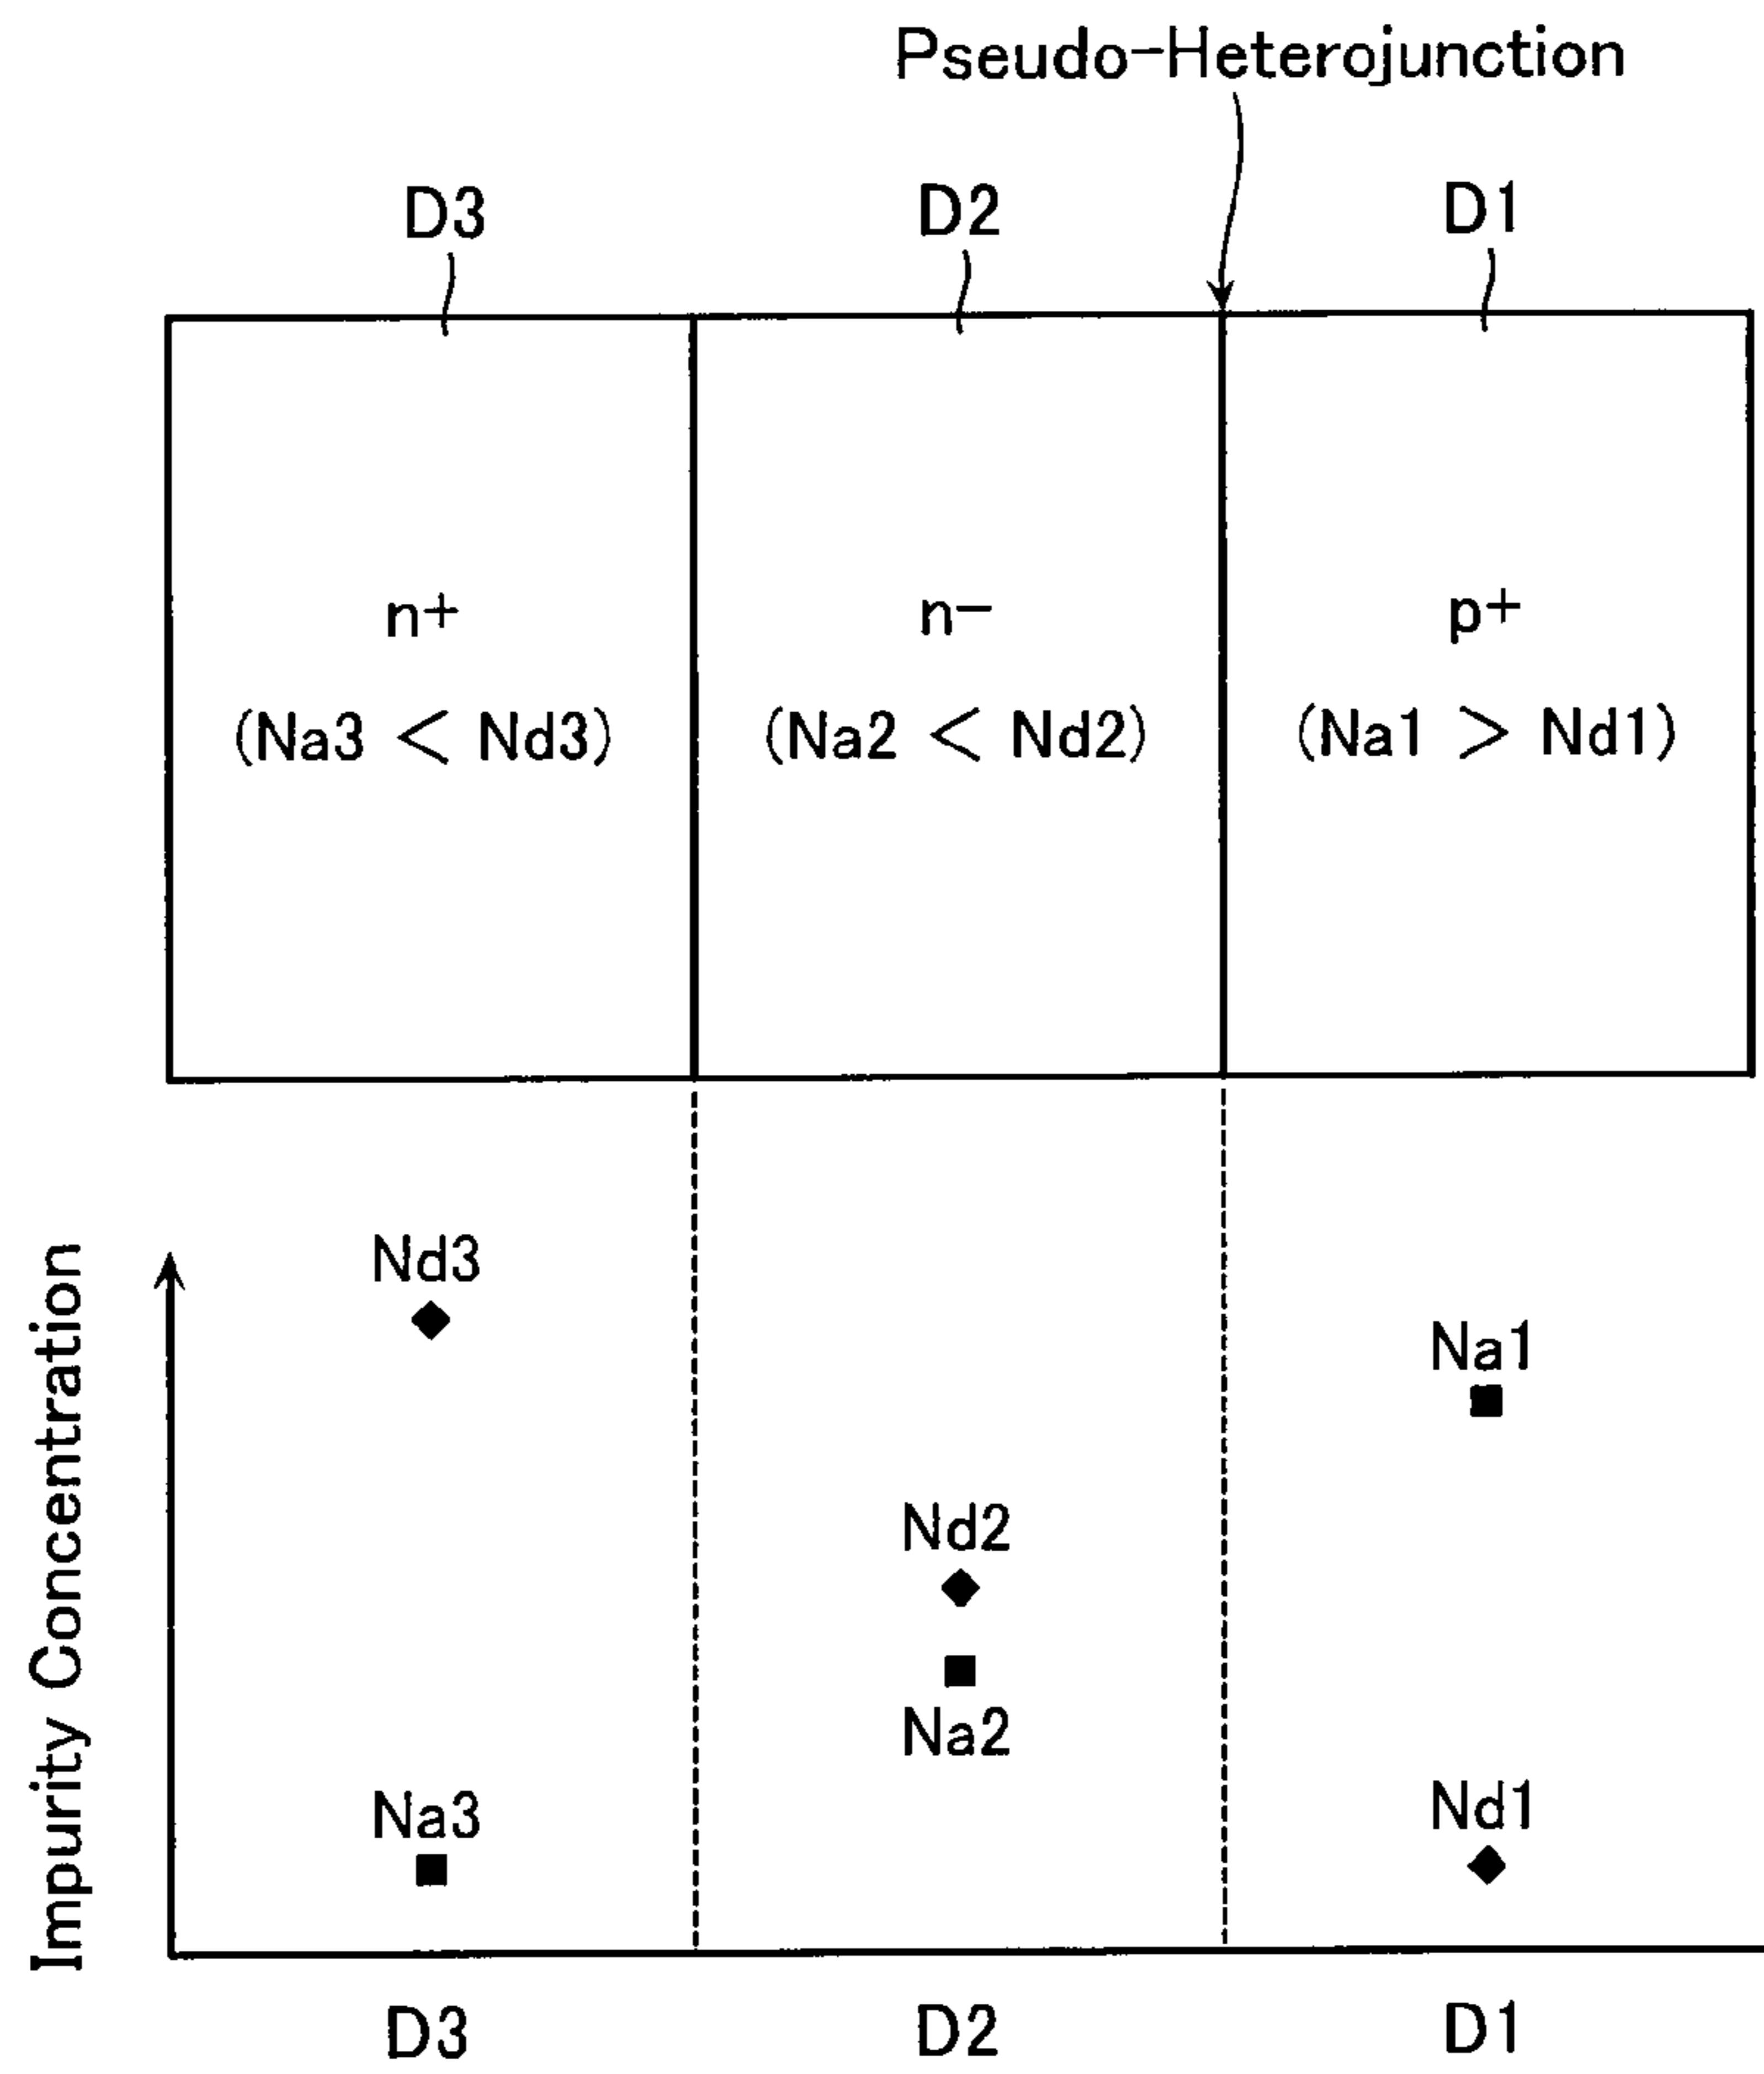 Pseudo-Heterojunction
D3 D2 D1
n+ n- p+
(Na3 < Nd3) (Na2 < Nd2) (Na1 > Nd1)
Impurity Concentration
Nd3
Na1
Nd2
Na2
Na3
Nd1
D3 D2 D1